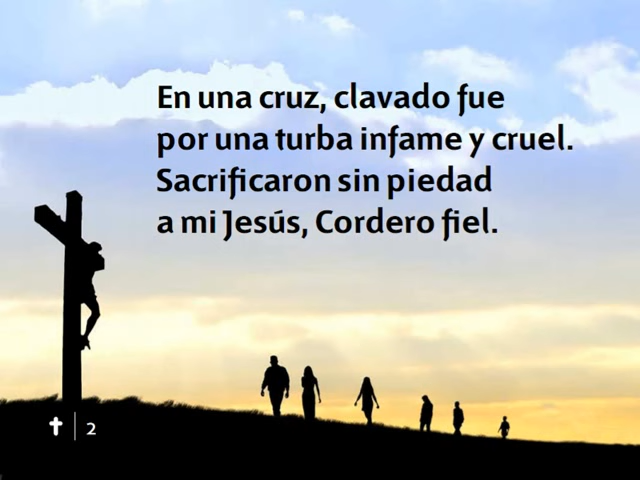 En una cruz, clavado fue
por una turba infame y cruel.
Sacrificaron sin piedad
a mi Jesús, Cordero fiel.
2